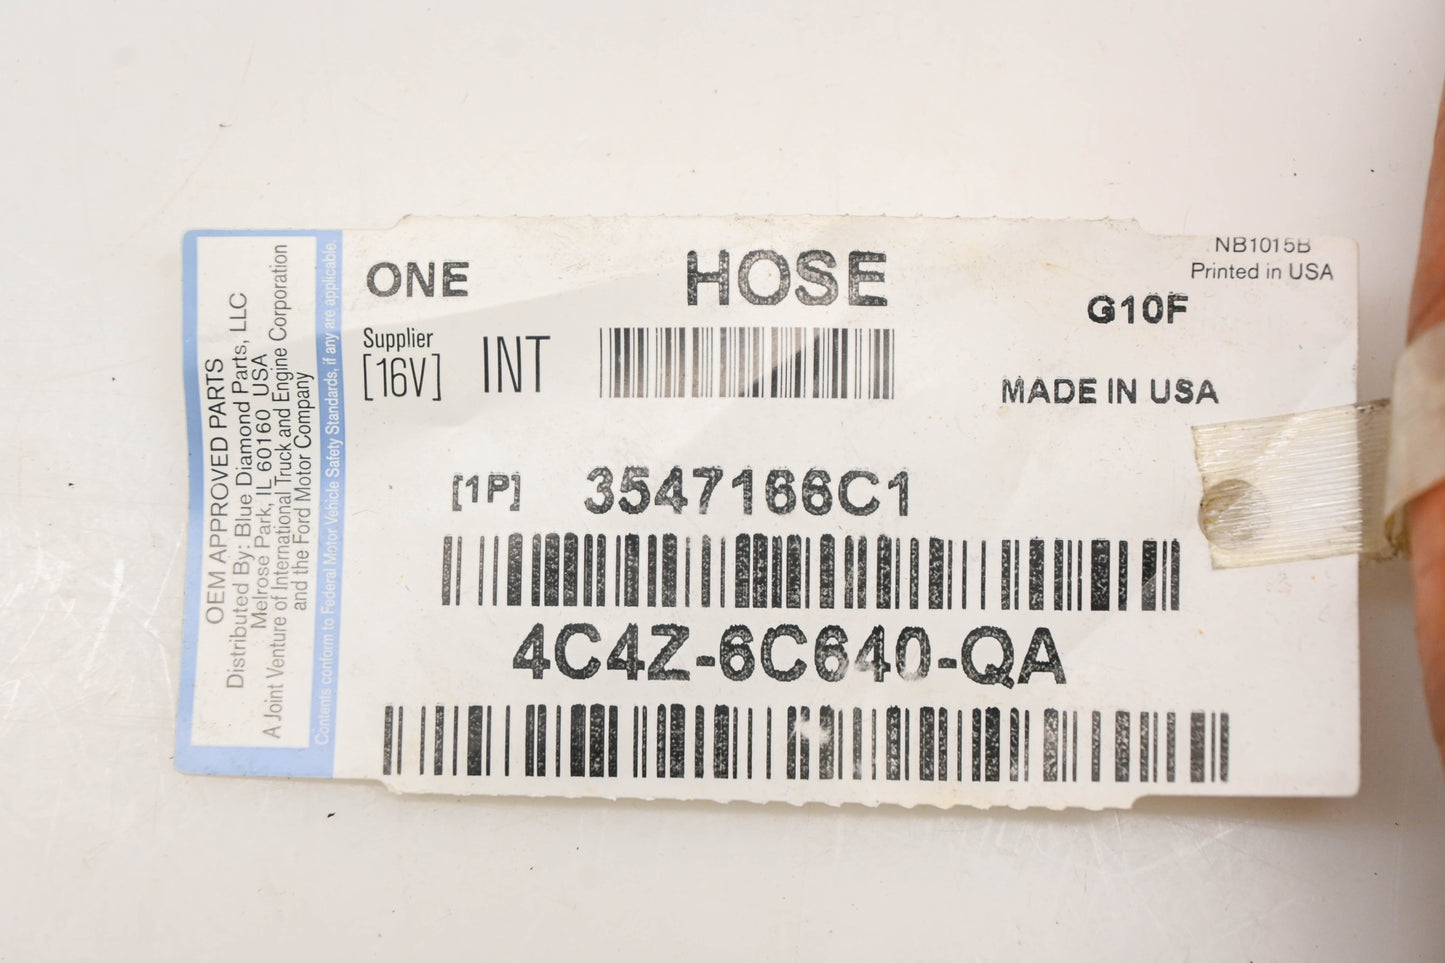 OEM APPROVED PARTS
Distributed By: Blue Diamond Parts, LLC
Melrose Park, IL 60160 USA
A Joint Venture of International Truck and Engine Corporation
and the Ford Motor Company
Contents conform to Federal Motor Vehicle Safety Standards, if any are applicable.
ONE
HOSE
NB1015B
Printed in USA
G10F
Supplier
[16V]
INT
MADE IN USA
[1P]
3547166C1
4C4Z-6C640-QA